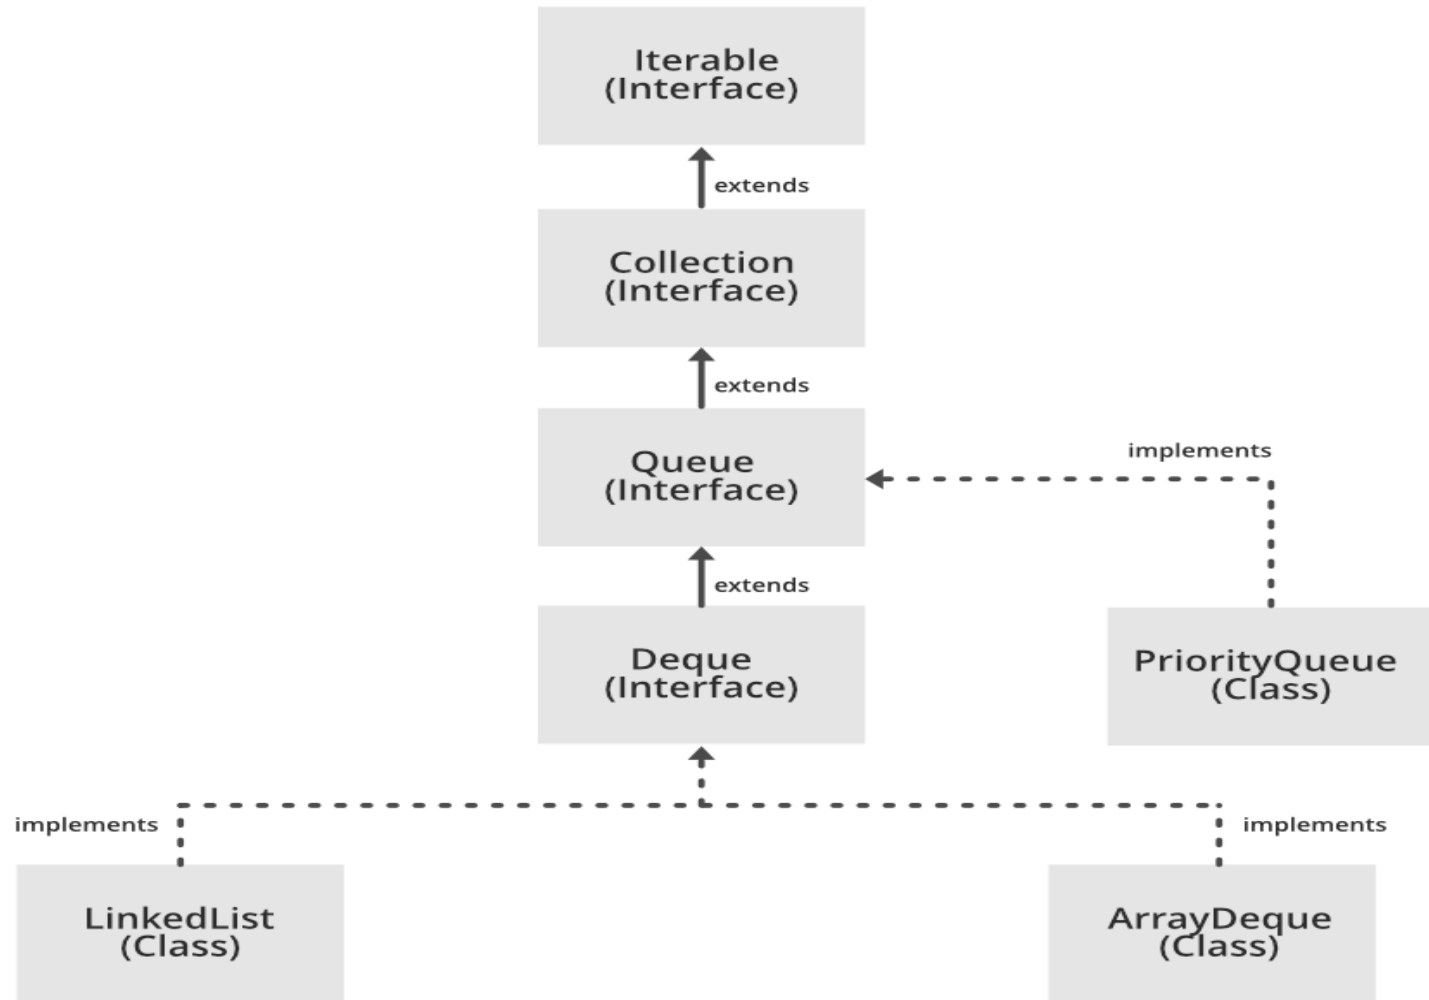 Iterable
(Interface)
extends
Collection
(Interface)
extends
Queue
(Interface)
implements
extends
Deque
(Interface)
PriorityQueue
(Class)
implements
implements
LinkedList
(Class)
ArrayDeque
(Class)